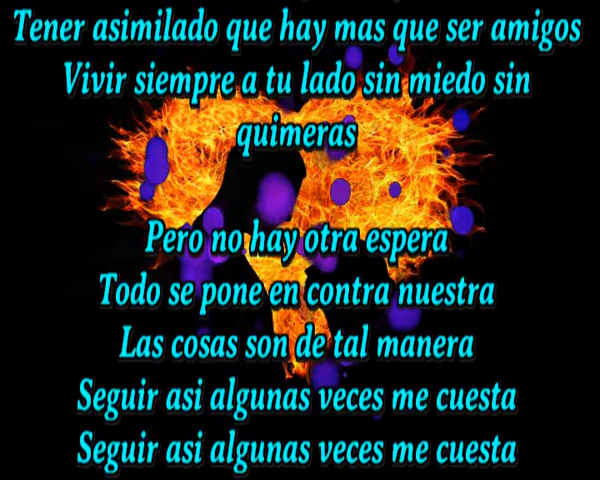 Tener asimilado que hay mas que ser amigos
Vivir siempre a tu lado sin miedo sin
quimeras
Pero no hay otra espera
Todo se pone en contra nuestra
Las cosas son de tal manera
Seguir asi algunas veces me cuesta
Seguir asi algunas veces me cuesta